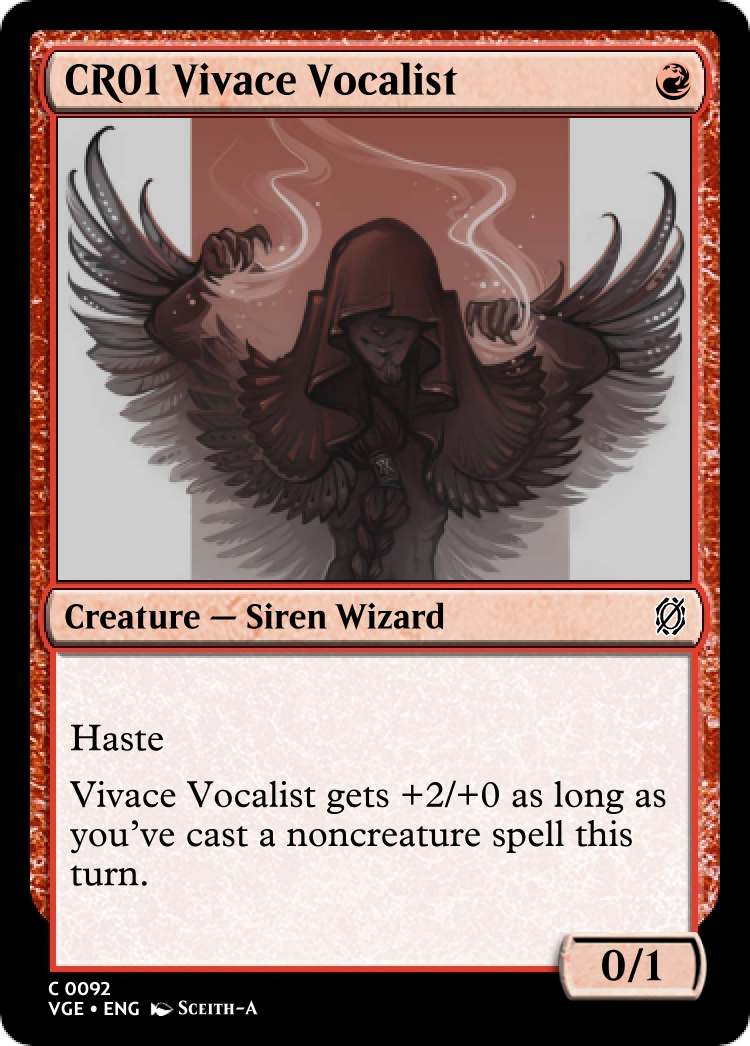 CR01 Vivace Vocalist
Creature — Siren Wizard
Haste
Vivace Vocalist gets +2/+0 as long as
you've cast a noncreature spell this
turn.
0/1
C 0092
VGE • ENG Sceith-A